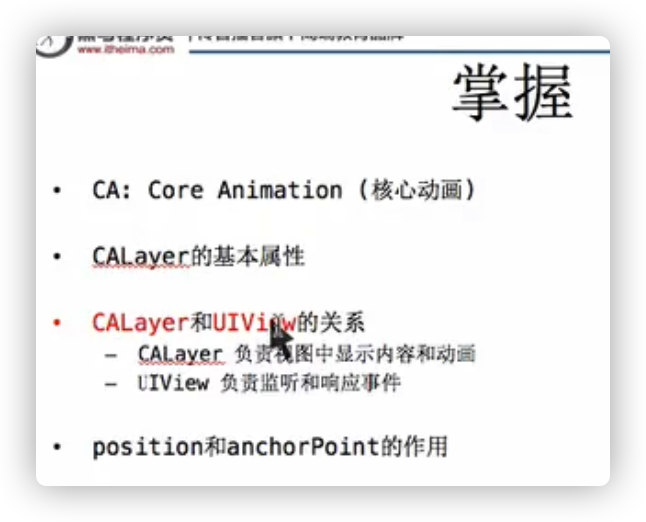 www.itheima.com
掌握
• CA: Core Animation (核心动画)
• CALayer的基本属性
• CALayer和UIView的关系
– CALayer 负责视图中显示内容和动画
– UIView 负责监听和响应事件
• position和anchorPoint的作用